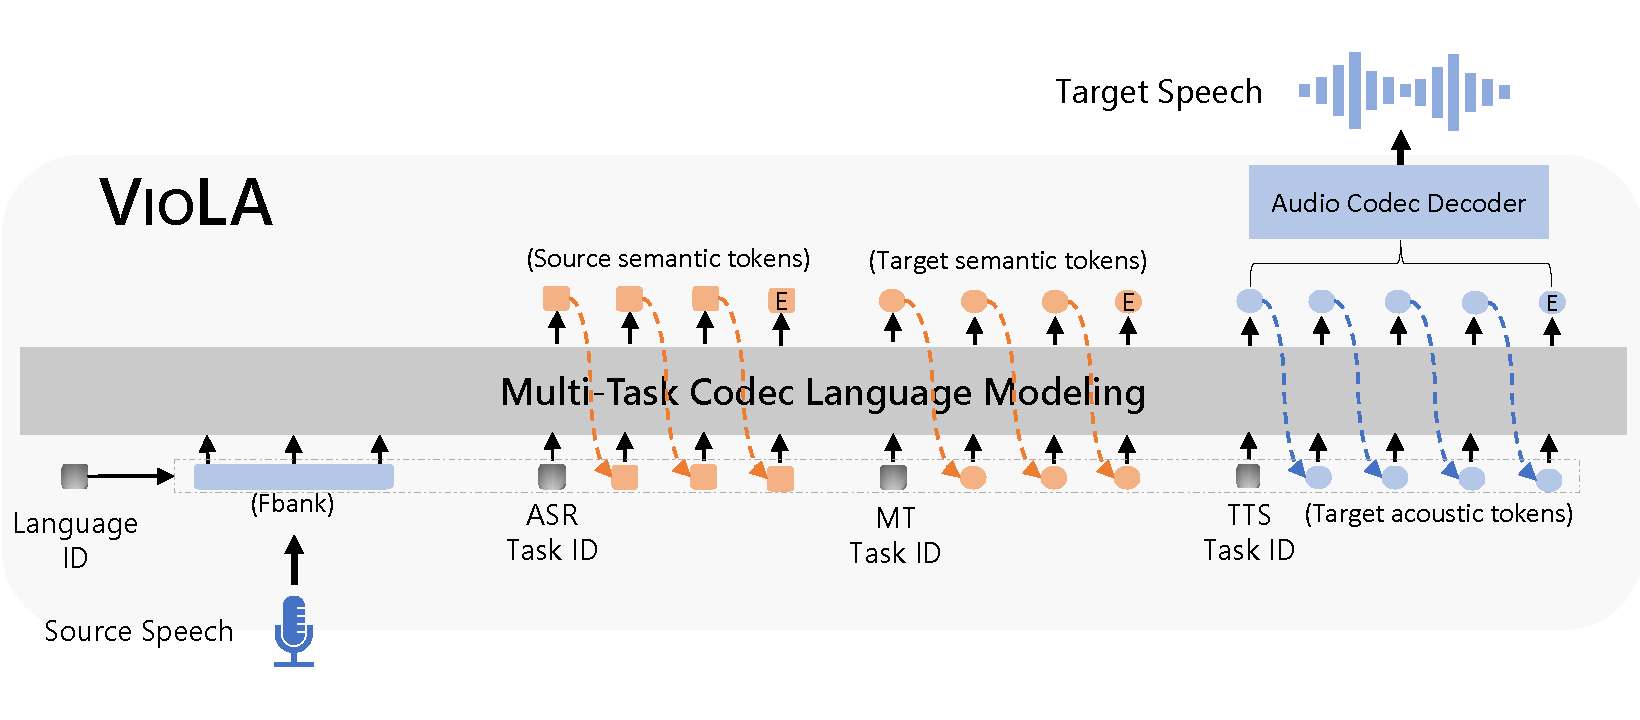 Target Speech
VIOLA
Audio Codec Decoder
(Source semantic tokens)
(Target semantic tokens)
E
E
E
Multi-Task Codec Language Modeling
(Fbank)
Language
ID
ASR
Task ID
MT
Task ID
TTS
Task ID
(Target acoustic tokens)
Source Speech